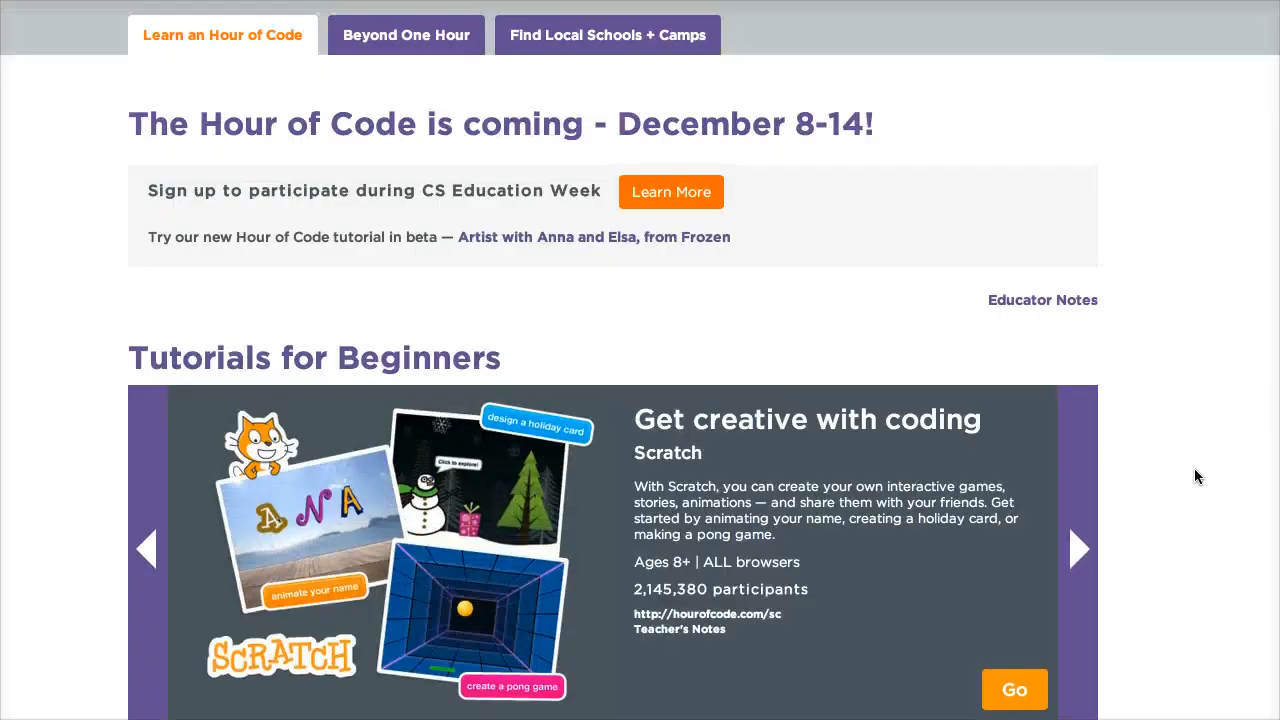 Learn an Hour of Code
Beyond One Hour
Find Local Schools + Camps
The Hour of Code is coming - December 8-14!
Sign up to participate during CS Education Week
Learn More
Try our new Hour of Code tutorial in beta — Artist with Anna and Elsa, from Frozen
Educator Notes
Tutorials for Beginners
design a holiday card
Click to explore!
ANA
animate your name
SCRATCH
create a pong game
Get creative with coding
Scratch
With Scratch, you can create your own interactive games,
stories, animations — and share them with your friends. Get
started by animating your name, creating a holiday card, or
making a pong game.
Ages 8+ | ALL browsers
2,145,380 participants
http://hourofcode.com/sc
Teacher's Notes
Go